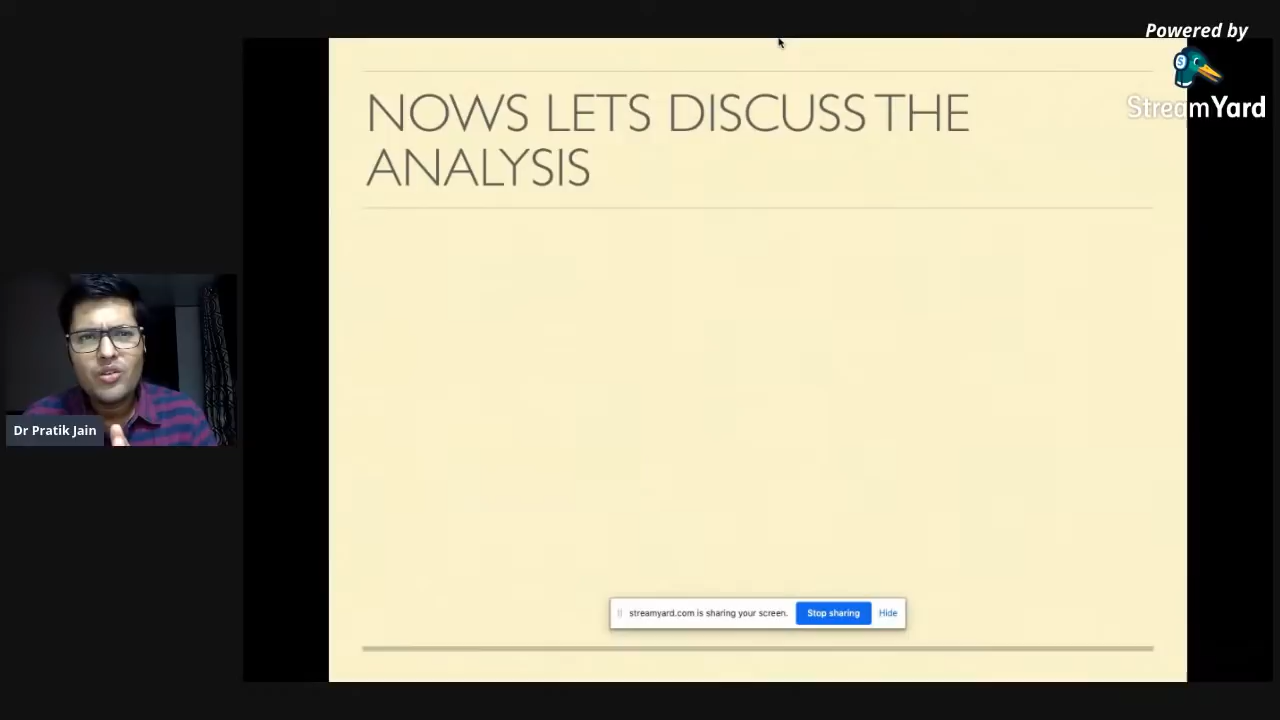 Powered by
StreamYard
NOWS LETS DISCUSS THE
ANALYSIS
Dr Pratik Jain
streamyard.com is sharing your screen.
Stop sharing
Hide